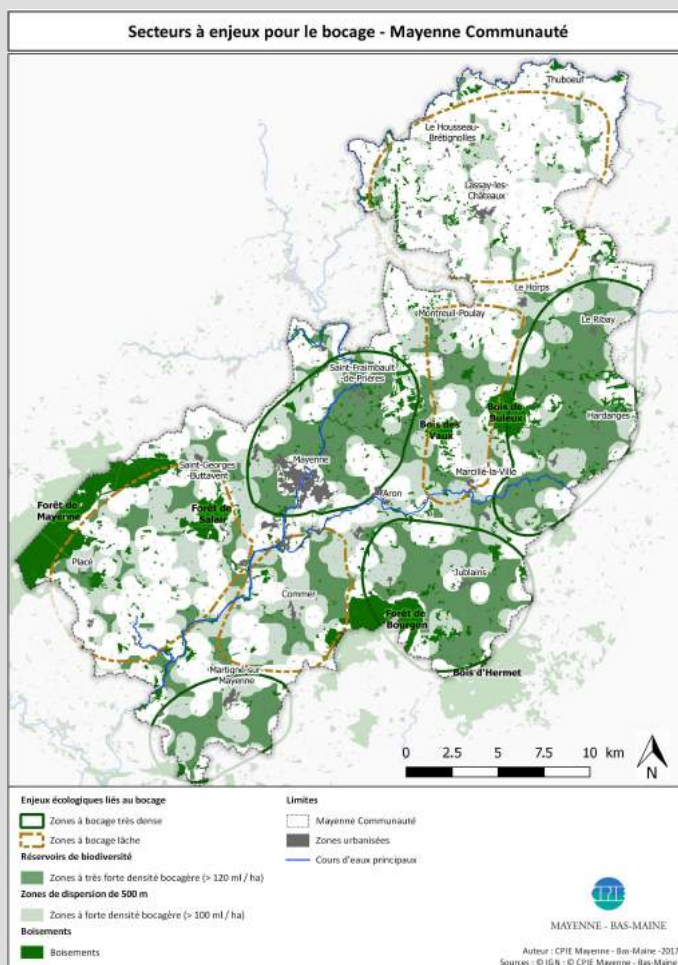 Secteurs à enjeux pour le bocage - Mayenne Communauté
Thuboeuf
Le Housseau-
Brétignolles
Lassay-les-
Châteaux
Le Horps
Montreuil-Poulay
Le Ribay
Saint-Fraimbault
-de-Prières
Bois de
Buleux
Hardanges
Bois des
Vaux
Saint-Georges
-Buttavent
Mayenne
Marcillé-la-Ville
Aron
Forêt de
Mayenne
Forêt de
Salair
Placé
Jublains
Commer
Forêt de
Bourgon
Martigné-sur-
Mayenne
Bois d'Hermet
0 2.5 5 7.5 10 km
N
Enjeux écologiques liés au bocage
Zones à bocage très dense
Zones à bocage lâche
Réservoirs de biodiversité
Zones à très forte densité bocagère (> 120 ml / ha)
Zones de dispersion de 500 m
Zones à forte densité bocagère (> 100 ml / ha)
Boisements
Boisements
Limites
Mayenne Communauté
Zones urbanisées
Cours d'eaux principaux
CPIE
MAYENNE - BAS-MAINE
Auteur : CPIE Mayenne - Bas-Maine -2017
Sources : © IGN ; © CPIE Mayenne - Bas-Maine